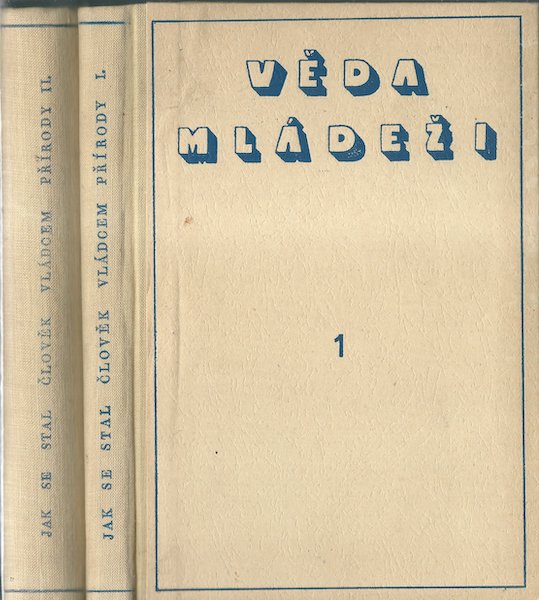 JAK SE STAL ČLOVĚK VLÁDCEM PŘÍRODY II.
JAK SE STAL ČLOVĚK VLÁDCEM PŘÍRODY I.
VĚDA
MLÁDEŽI
1